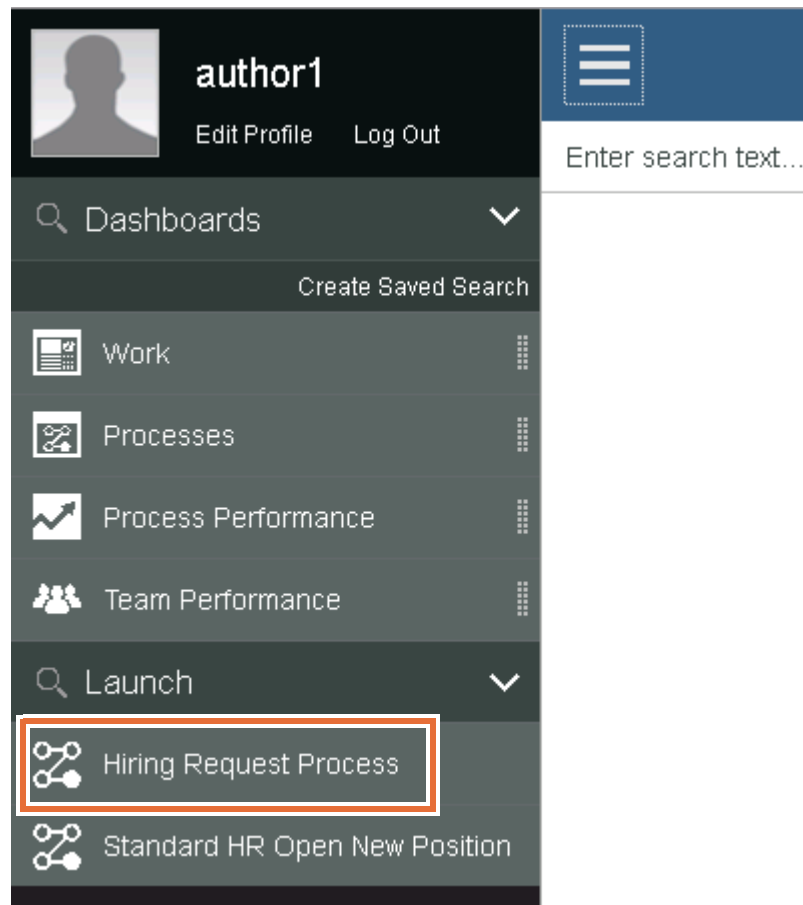 author1
Edit Profile Log Out
Enter search text...
Dashboards
Create Saved Search
Work
Processes
Process Performance
Team Performance
Launch
Hiring Request Process
Standard HR Open New Position